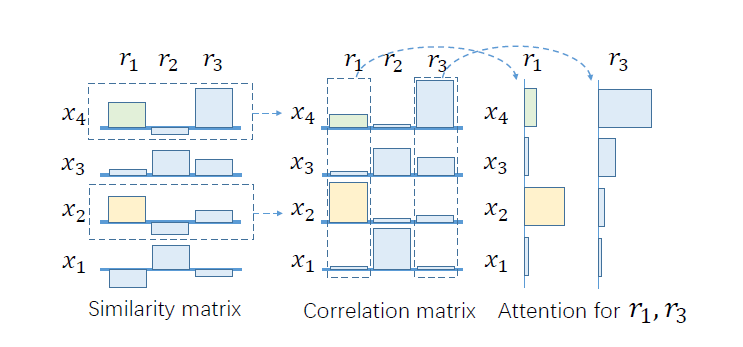 r₁ r₂ r₃ r₁ r₂ r₃ r₁ r₃
x₄ x₄ x₄
x₃ x₃ x₃
x₂ x₂ x₂
x₁ x₁ x₁
Similarity matrix Correlation matrix Attention for r₁, r₃